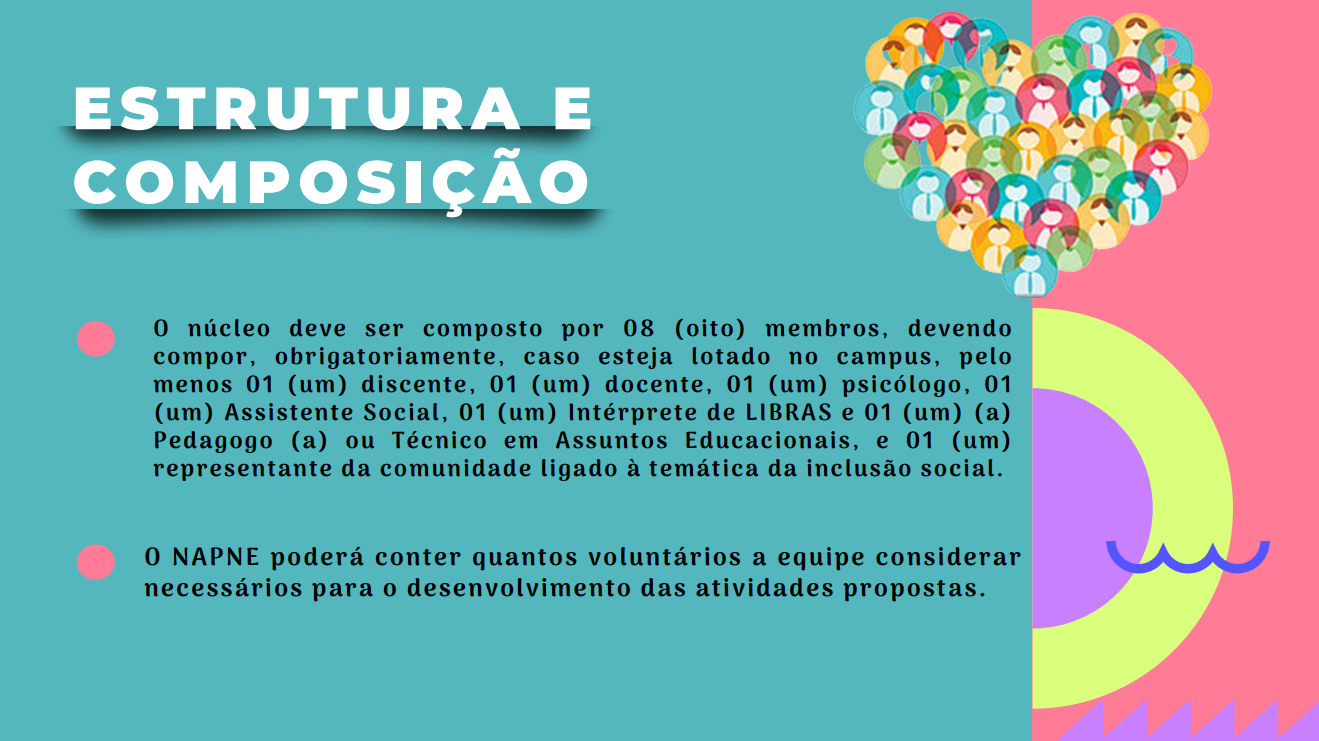 ESTRUTURA E
COMPOSIÇÃO
O núcleo deve ser composto por 08 (oito) membros, devendo
compor, obrigatoriamente, caso esteja lotado no campus, pelo
menos 01 (um) discente, 01 (um) docente, 01 (um) psicólogo, 01
(um) Assistente Social, 01 (um) Intérprete de LIBRAS e 01 (um) (a)
Pedagogo (a) ou Técnico em Assuntos Educacionais, e 01 (um)
representante da comunidade ligado à temática da inclusão social.
O NAPNE poderá conter quantos voluntários a equipe considerar
necessários para o desenvolvimento das atividades propostas.